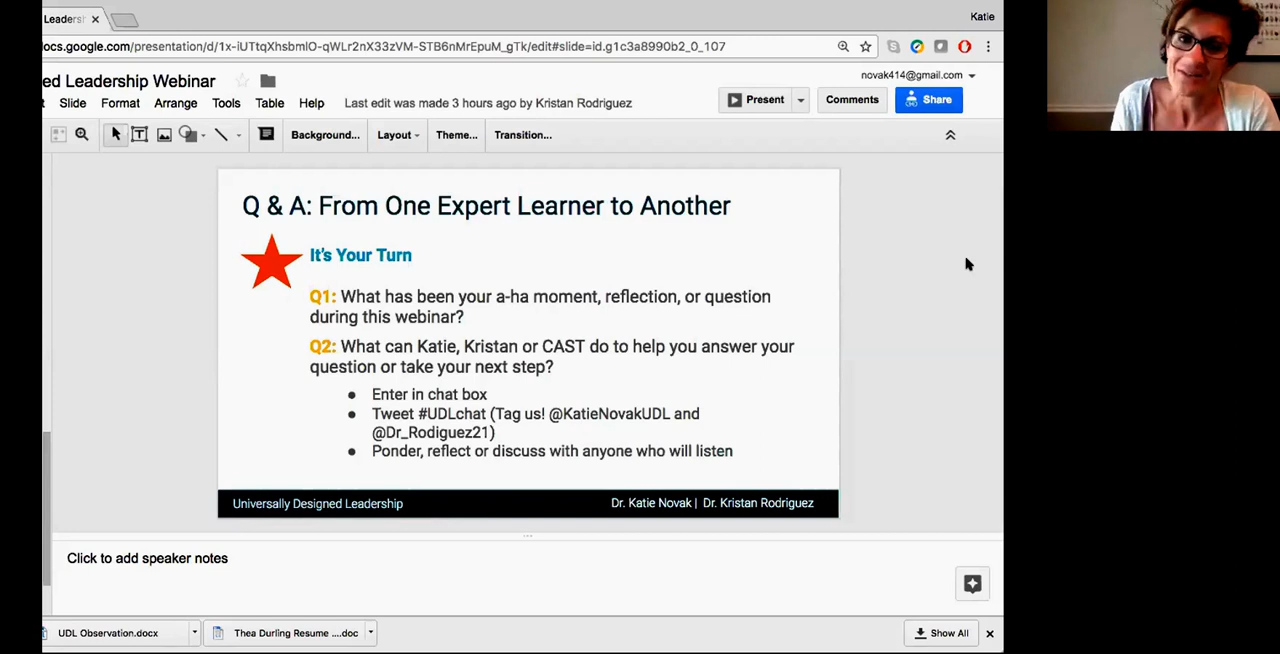 Leaders
Katie
ocs.google.com/presentation/d/1x-iUTtqXhsbmIO-qWLr2nX33zVM-STB6nMrEpuM_gTk/edit#slide=id.g1c3a8990b2_0_107
ed Leadership Webinar
novak414@gmail.com
t Slide Format Arrange Tools Table Help Last edit was made 3 hours ago by Kristan Rodriguez
Present Comments Share
Background... Layout Theme... Transition...
Q & A: From One Expert Learner to Another
It's Your Turn
Q1: What has been your a-ha moment, reflection, or question
during this webinar?
Q2: What can Katie, Kristan or CAST do to help you answer your
question or take your next step?
● Enter in chat box
● Tweet #UDLchat (Tag us! @KatieNovakUDL and
@Dr_Rodiguez21)
● Ponder, reflect or discuss with anyone who will listen
Universally Designed Leadership Dr. Katie Novak | Dr. Kristan Rodriguez
Click to add speaker notes
UDL Observation.docx Thea Durling Resume ....doc Show All